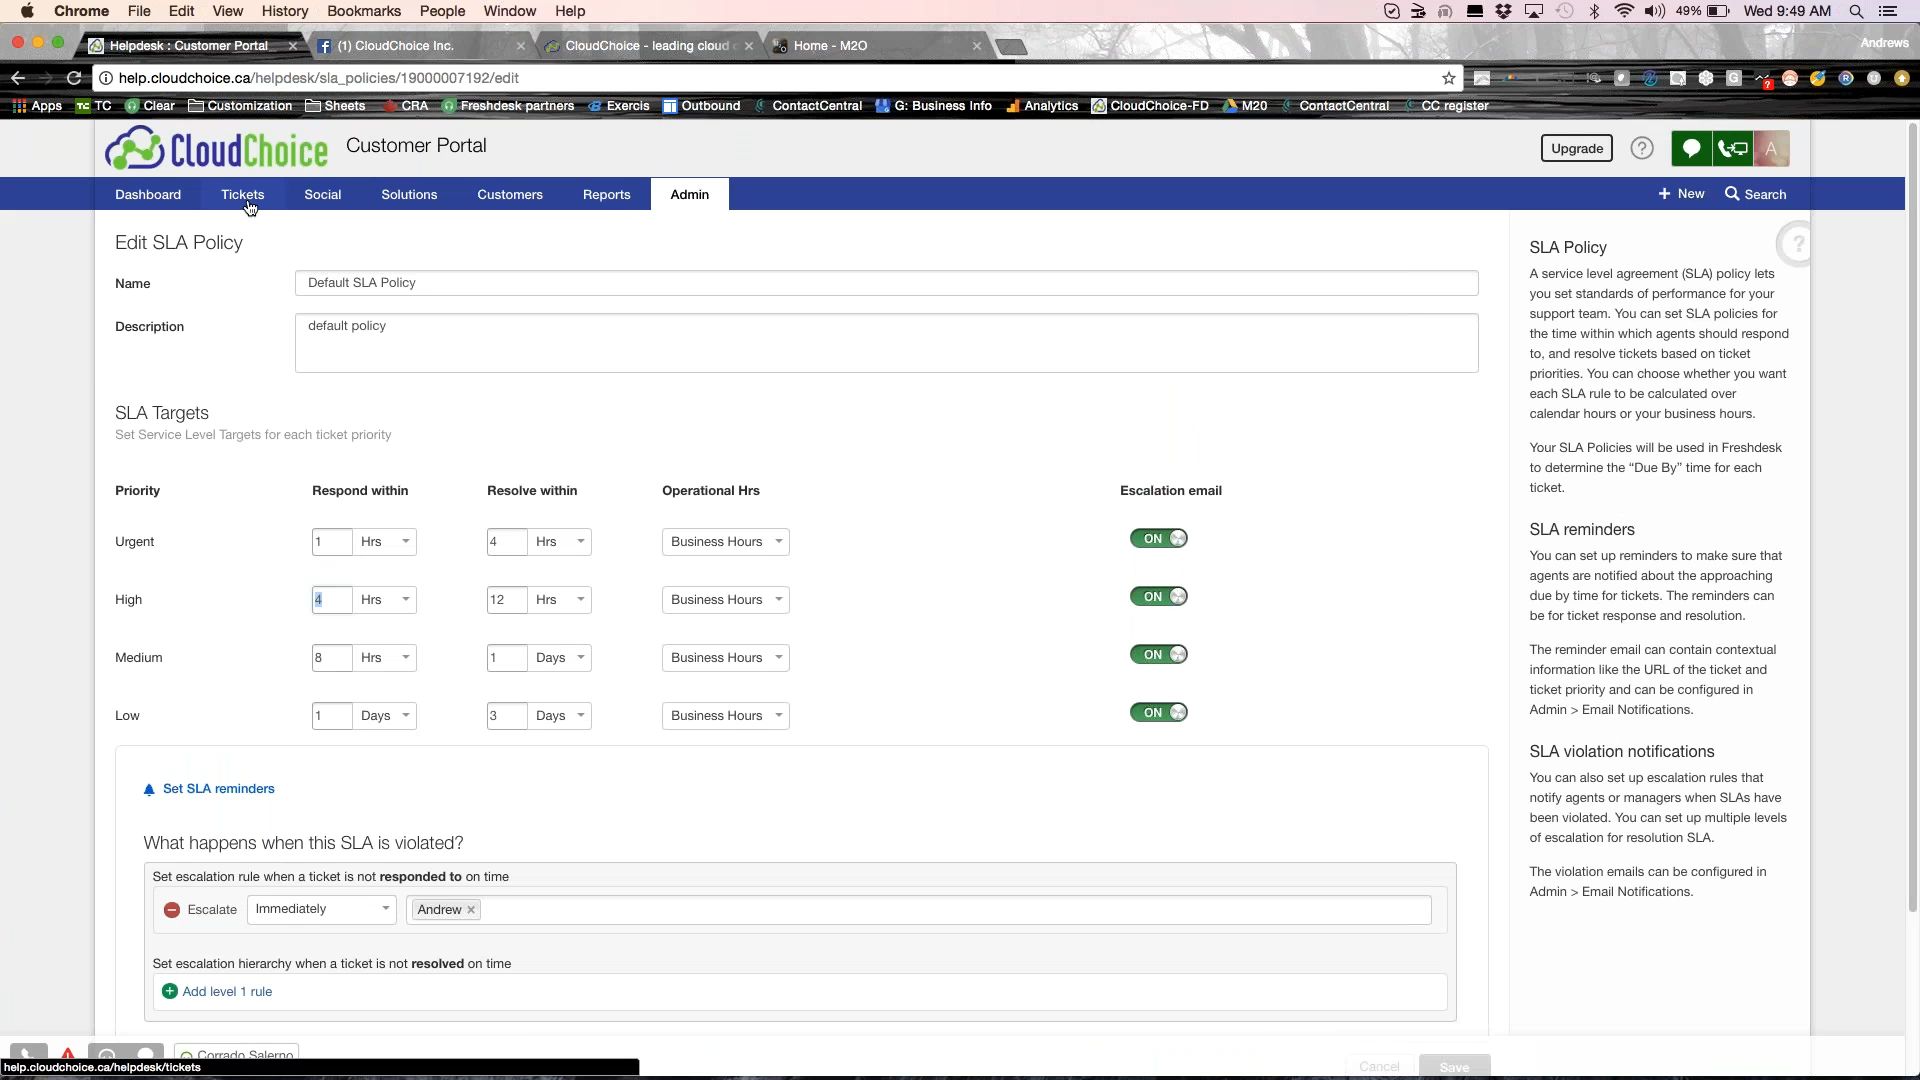 Chrome File Edit View History Bookmarks People Window Help 49% Wed 9:49 AM
Helpdesk : Customer Portal (1) CloudChoice Inc. CloudChoice - leading cloud Home - M2O Andrews
help.cloudchoice.ca/helpdesk/sla_policies/19000007192/edit
Apps TC Clear Customization Sheets CRA Freshdesk partners Exercis Outbound ContactCentral G: Business Info Analytics CloudChoice-FD M20 ContactCentral CC register
CloudChoice Customer Portal Upgrade ? A
Dashboard Tickets Social Solutions Customers Reports Admin + New Search
Edit SLA Policy
Name Default SLA Policy
Description default policy
SLA Targets
Set Service Level Targets for each ticket priority
Priority Respond within Resolve within Operational Hrs Escalation email
Urgent 1 Hrs 4 Hrs Business Hours ON
High 4 Hrs 12 Hrs Business Hours ON
Medium 8 Hrs 1 Days Business Hours ON
Low 1 Days 3 Days Business Hours ON
Set SLA reminders
What happens when this SLA is violated?
Set escalation rule when a ticket is not responded to on time
Escalate Immediately Andrew ×
Set escalation hierarchy when a ticket is not resolved on time
Add level 1 rule
Corrado Salerno
Cancel Save
help.cloudchoice.ca/helpdesk/tickets
SLA Policy ?
A service level agreement (SLA) policy lets
you set standards of performance for your
support team. You can set SLA policies for
the time within which agents should respond
to, and resolve tickets based on ticket
priorities. You can choose whether you want
each SLA rule to be calculated over
calendar hours or your business hours.
Your SLA Policies will be used in Freshdesk
to determine the “Due By” time for each
ticket.
SLA reminders
You can set up reminders to make sure that
agents are notified about the approaching
due by time for tickets. The reminders can
be for ticket response and resolution.
The reminder email can contain contextual
information like the URL of the ticket and
ticket priority and can be configured in
Admin > Email Notifications.
SLA violation notifications
You can also set up escalation rules that
notify agents or managers when SLAs have
been violated. You can set up multiple levels
of escalation for resolution SLA.
The violation emails can be configured in
Admin > Email Notifications.